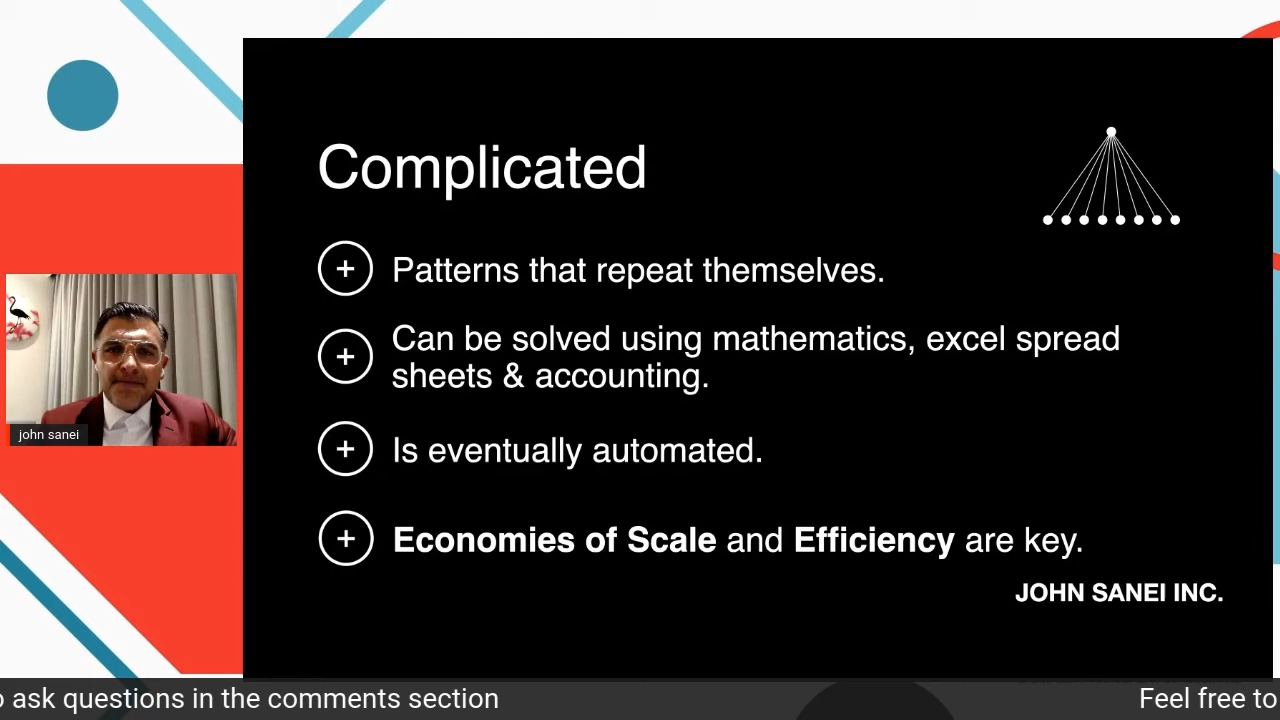 Complicated
+ Patterns that repeat themselves.
+ Can be solved using mathematics, excel spread
sheets & accounting.
+ Is eventually automated.
+ Economies of Scale and Efficiency are key.
JOHN SANEI INC.
john sanei
o ask questions in the comments section
Feel free to